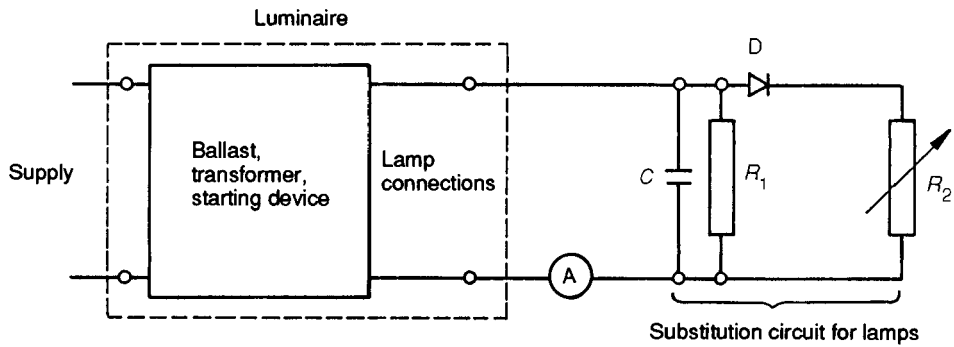 Luminaire
D
Supply
Ballast,
transformer,
starting device
Lamp
connections
C
R1
R2
A
Substitution circuit for lamps